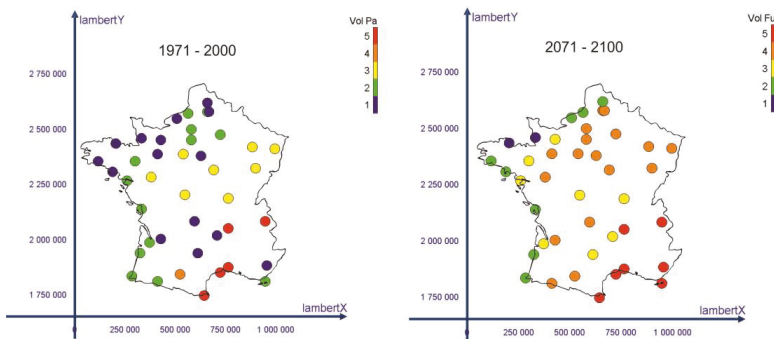 lambertY
Vol Pa
5
4
3
2
1
1971 - 2000
2 750 000
2 500 000
2 250 000
2 000 000
1 750 000
lambertX
0
250 000
500 000
750 000
1 000 000
lambertY
Vol Fu
5
4
3
2
1
2071 - 2100
2 750 000
2 500 000
2 250 000
2 000 000
1 750 000
lambertX
0
250 000
500 000
750 000
1 000 000